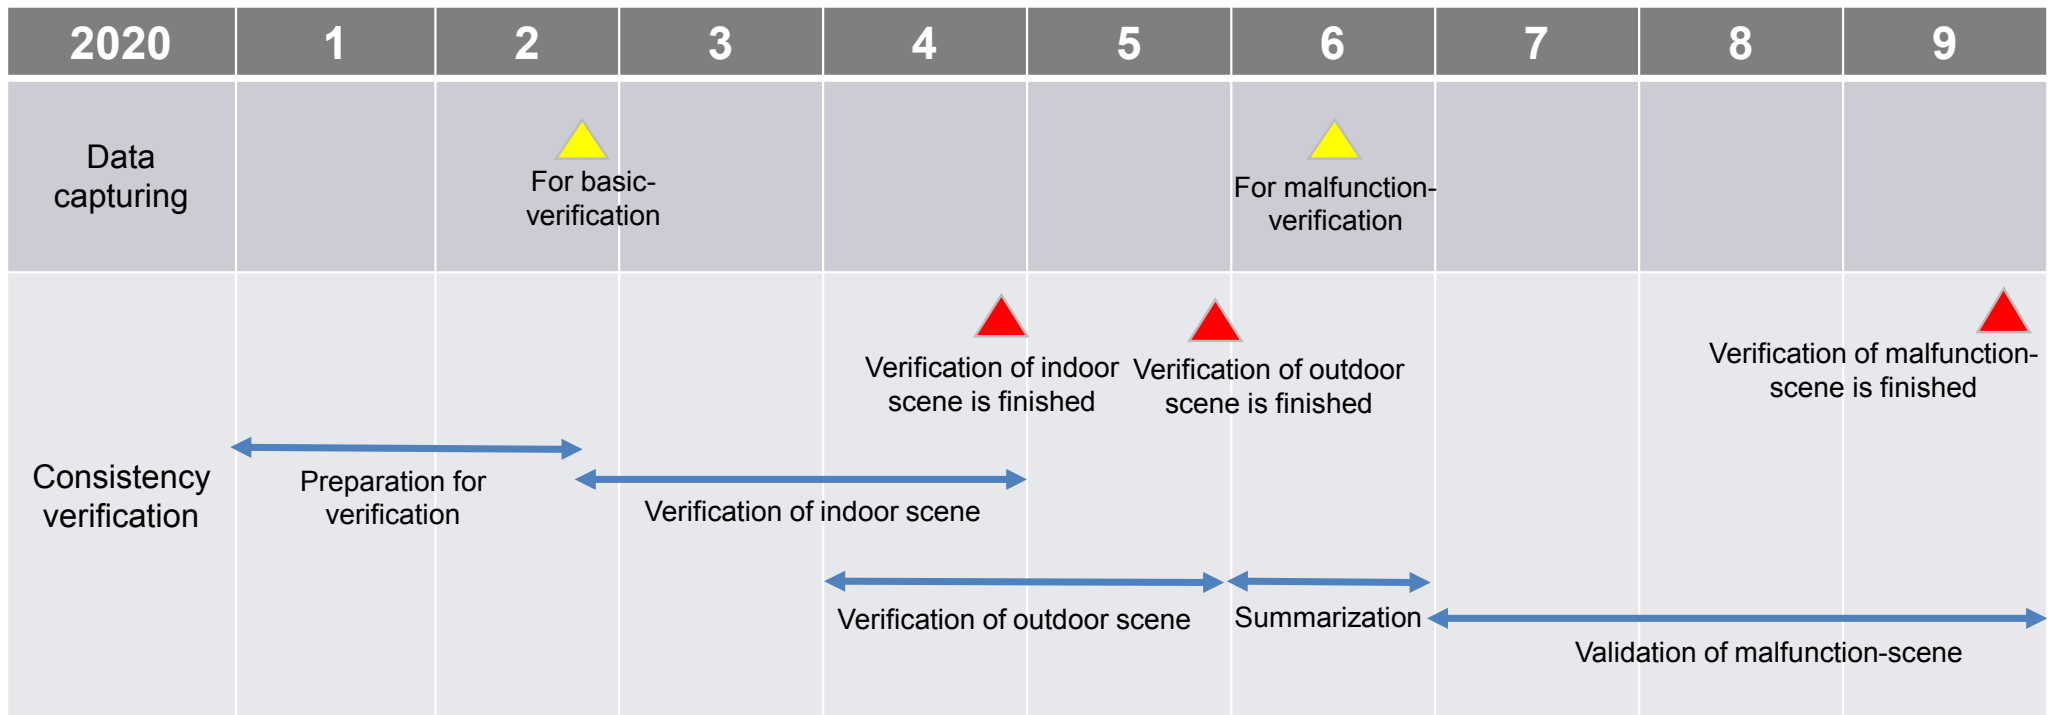 2020 1 2 3 4 5 6 7 8 9
Data
capturing
For basic-
verification
For malfunction-
verification
Consistency
verification
Verification of indoor
scene is finished
Verification of outdoor
scene is finished
Verification of malfunction-
scene is finished
Preparation for
verification
Verification of indoor scene
Verification of outdoor scene
Summarization
Validation of malfunction-scene